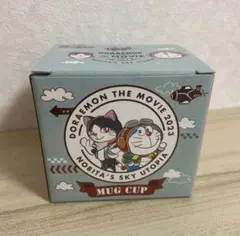 DORAEMON THE MOVIE 2023
NOBITA'S SKY UTOPIA
MUG CUP